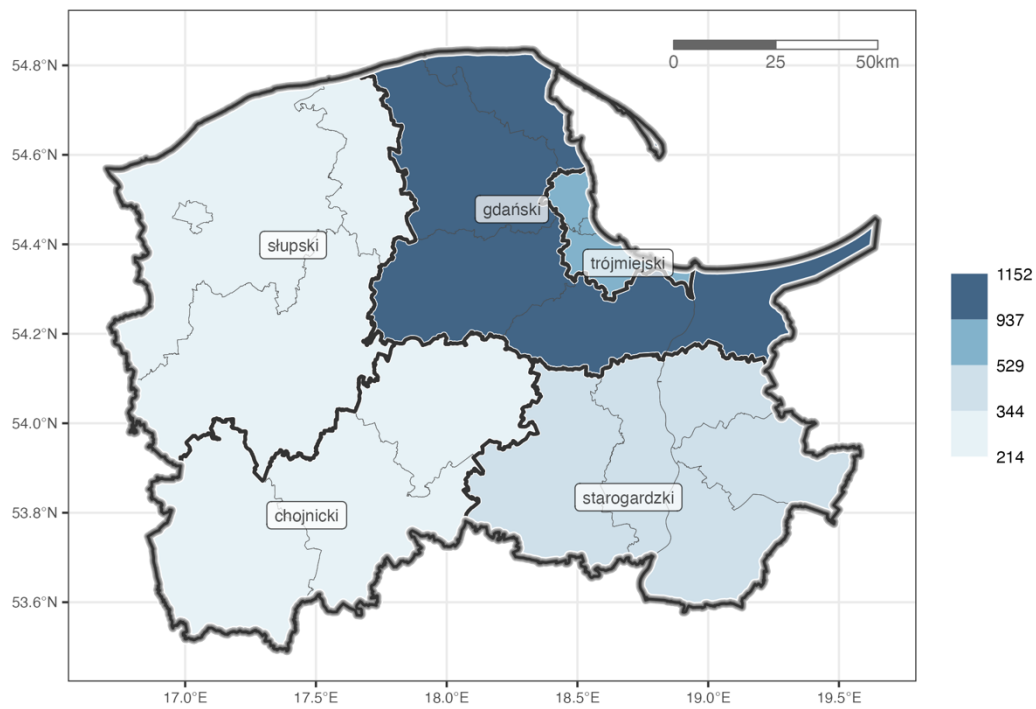 54.8°N
54.6°N
54.4°N
54.2°N
54.0°N
53.8°N
53.6°N
0 25 50km
gdański
słupski
trójmiejski
starogardzki
chojnicki
1152
937
529
344
214
17.0°E 17.5°E 18.0°E 18.5°E 19.0°E 19.5°E